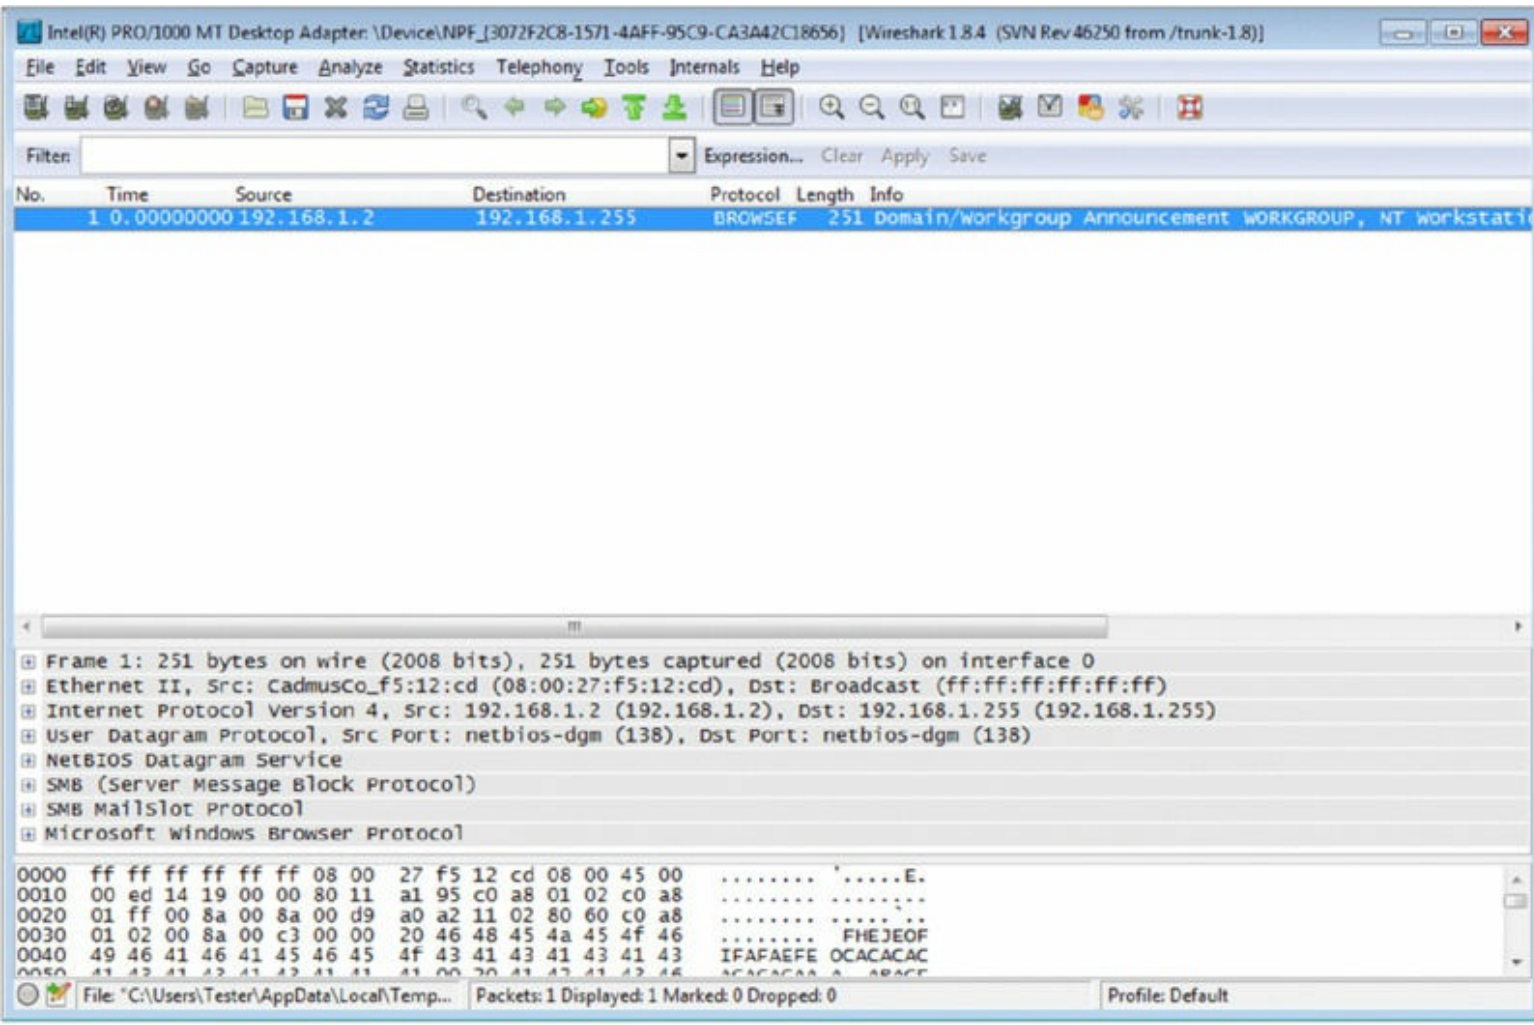 Intel(R) PRO/1000 MT Desktop Adapter: \Device\NPF_{3072F2C8-1571-4AFF-95C9-CA3A42C18656} [Wireshark 1.8.4 (SVN Rev 46250 from /trunk-1.8)]
File Edit View Go Capture Analyze Statistics Telephony Tools Internals Help
Filter: Expression... Clear Apply Save
No. Time Source Destination Protocol Length Info
1 0.00000000 192.168.1.2 192.168.1.255 BROWSER 251 Domain/Workgroup Announcement WORKGROUP, NT Workstatio
Frame 1: 251 bytes on wire (2008 bits), 251 bytes captured (2008 bits) on interface 0
Ethernet II, Src: CadmusCo_f5:12:cd (08:00:27:f5:12:cd), Dst: Broadcast (ff:ff:ff:ff:ff:ff)
Internet Protocol Version 4, Src: 192.168.1.2 (192.168.1.2), Dst: 192.168.1.255 (192.168.1.255)
User Datagram Protocol, Src Port: netbios-dgm (138), Dst Port: netbios-dgm (138)
NetBIOS Datagram Service
SMB (Server Message Block Protocol)
SMB MailSlot Protocol
Microsoft Windows Browser Protocol
0000 ff ff ff ff ff ff 08 00 27 f5 12 cd 08 00 45 00 ........ '.....E.
0010 00 ed 14 19 00 00 80 11 a1 95 c0 a8 01 02 c0 a8 ........ ........
0020 01 ff 00 8a 00 8a 00 d9 a0 a2 11 02 80 60 c0 a8 ........ .....`..
0030 01 02 00 8a 00 c3 00 00 20 46 48 45 4a 45 4f 46 ........ FHEJEOF
0040 49 46 41 46 41 45 46 45 4f 43 41 43 41 43 41 43 IFAFAEFE OCACACAC
File: "C:\Users\Tester\AppData\Local\Temp... Packets: 1 Displayed: 1 Marked: 0 Dropped: 0 Profile: Default